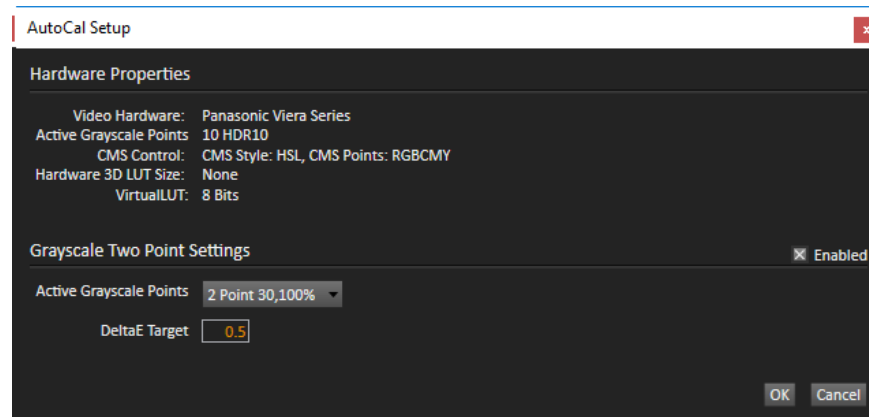 AutoCal Setup
x
Hardware Properties
Video Hardware: Panasonic Viera Series
Active Grayscale Points 10 HDR10
CMS Control: CMS Style: HSL, CMS Points: RGBCMY
Hardware 3D LUT Size: None
VirtualLUT: 8 Bits
Grayscale Two Point Settings
Enabled
Active Grayscale Points 2 Point 30,100%
DeltaE Target 0.5
OK Cancel